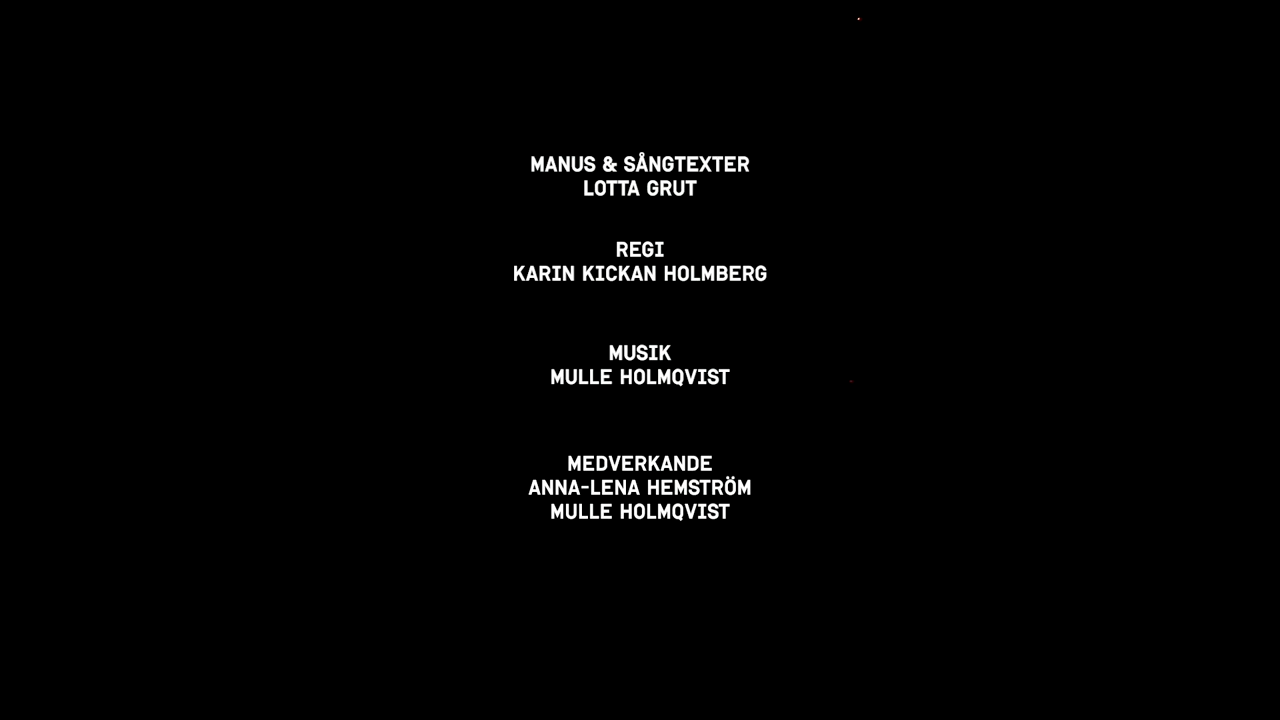 MANUS & SÅNGTEXTER
LOTTA GRUT
REGI
KARIN KICKAN HOLMBERG
MUSIK
MULLE HOLMQVIST
MEDVERKANDE
ANNA-LENA HEMSTRÖM
MULLE HOLMQVIST